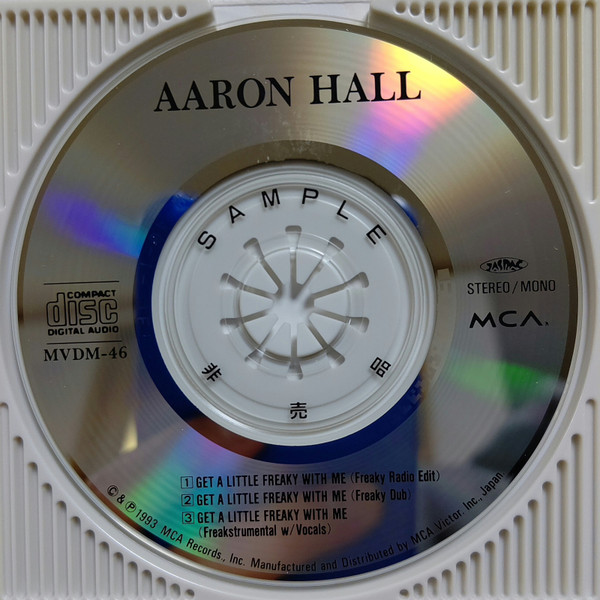 AARON HALL
SAMPLE
JASRAC
STEREO/MONO
COMPACT
disc
DIGITAL AUDIO
MCA.
MVDM-46
非売品
1 GET A LITTLE FREAKY WITH ME (Freaky Radio Edit)
2 GET A LITTLE FREAKY WITH ME (Freaky Dub)
3 GET A LITTLE FREAKY WITH ME
(Freakstrumental w/Vocals)
©&℗1993 MCA Records, Inc. Manufactured and Distributed by MCA Victor, Inc., Japan